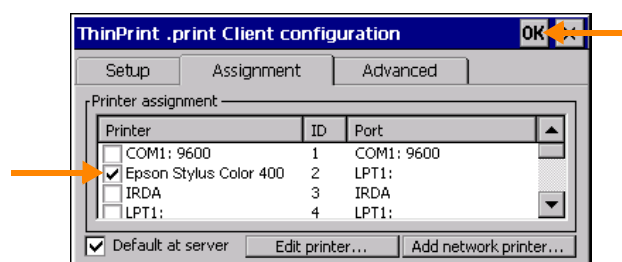 ThinPrint .print Client configuration OK ×
Setup Assignment Advanced
Printer assignment
Printer ID Port
COM1: 9600 1 COM1: 9600
Epson Stylus Color 400 2 LPT1:
IRDA 3 IRDA
LPT1: 4 LPT1:
Default at server Edit printer... Add network printer...